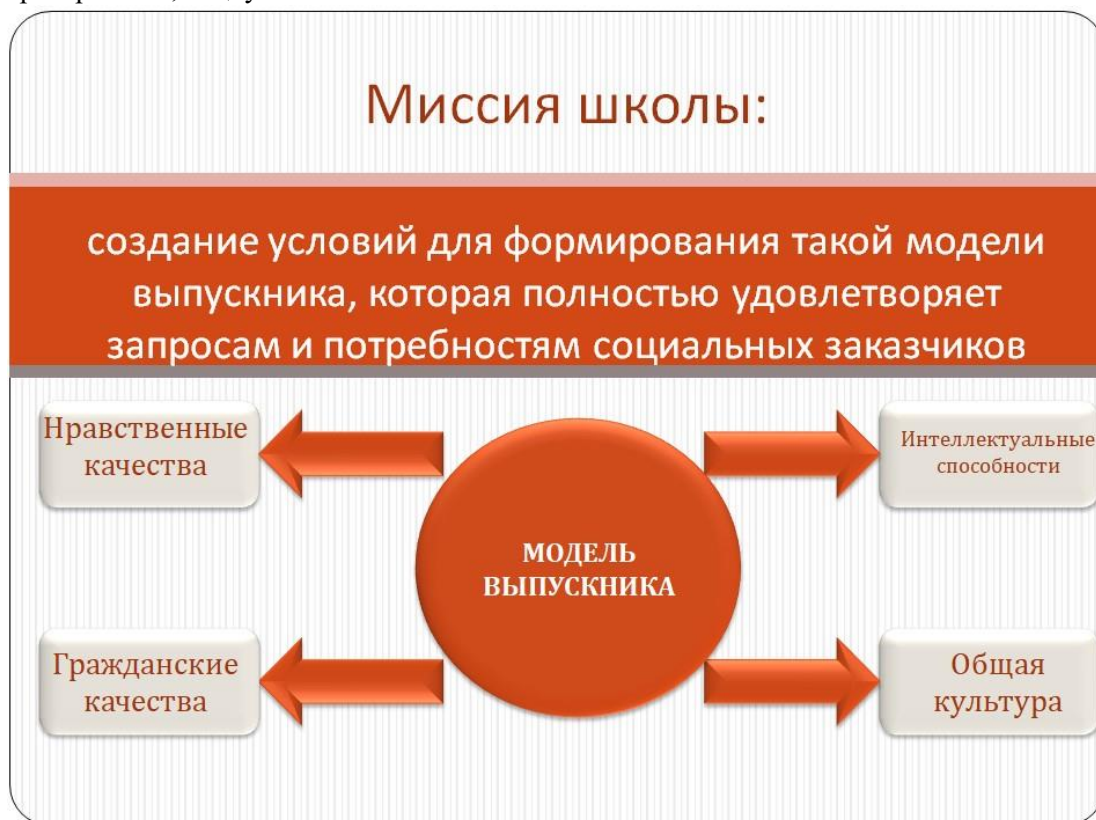 Миссия школы:
создание условий для формирования такой модели
выпускника, которая полностью удовлетворяет
запросам и потребностям социальных заказчиков
Нравственные
качества
Интеллектуальные
способности
МОДЕЛЬ
ВЫПУСКНИКА
Гражданские
качества
Общая
культура